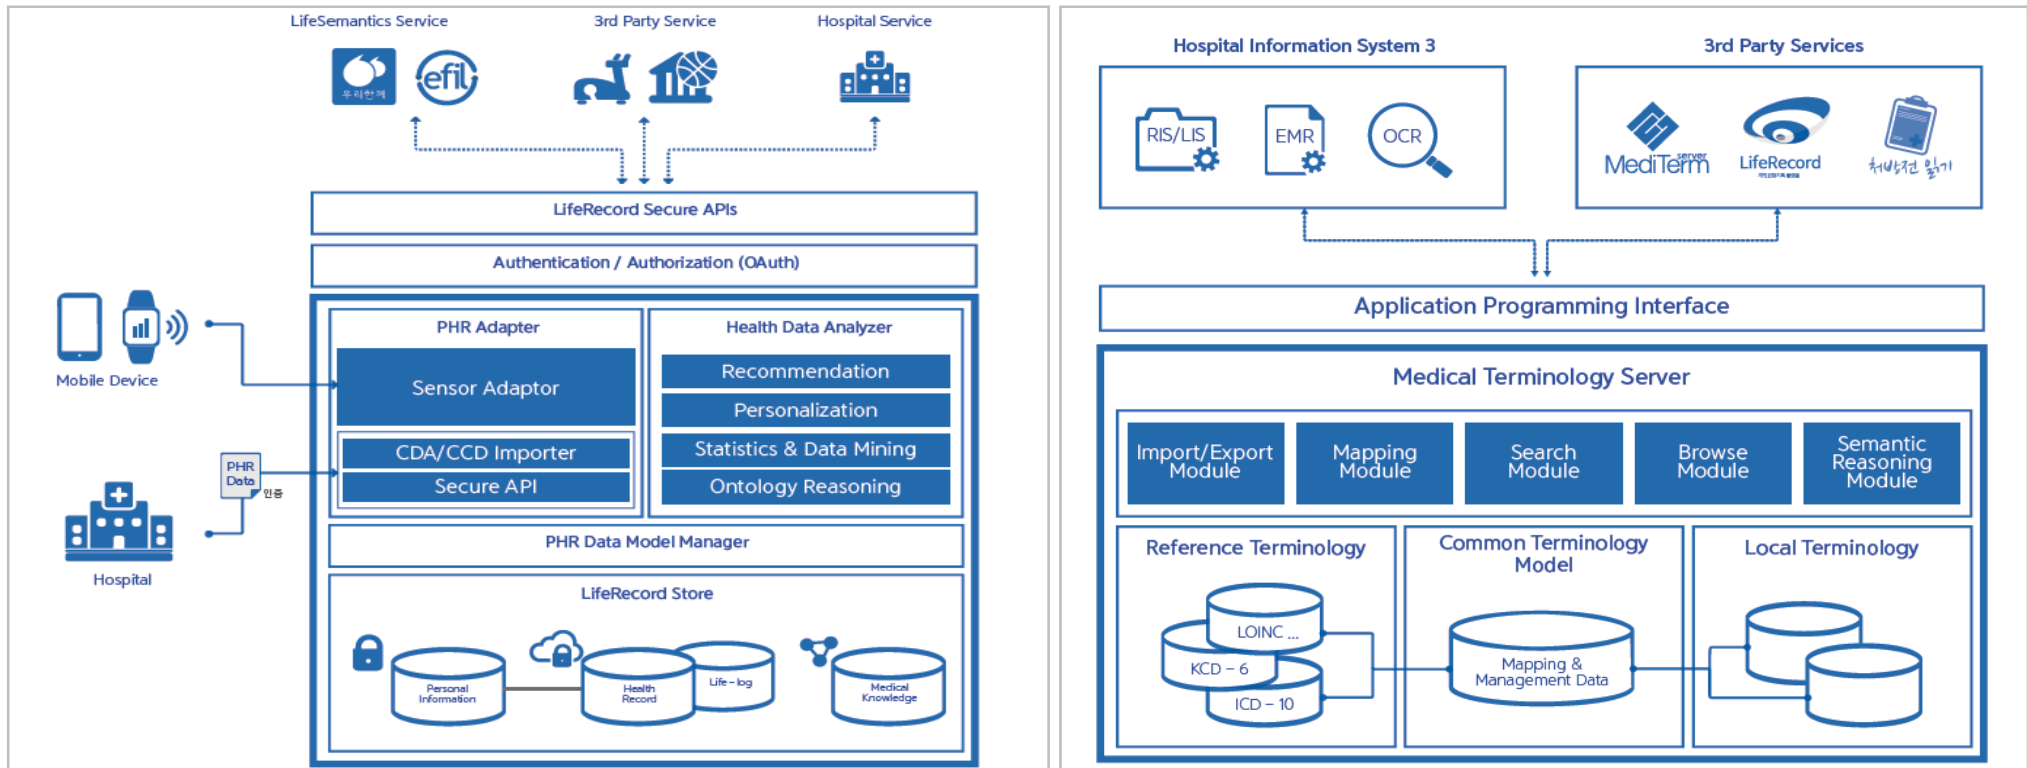 LifeSemantics Service
3rd Party Service
Hospital Service
우리함께
efil
LifeRecord Secure APIs
Authentication / Authorization (OAuth)
Mobile Device
PHR Adapter
Sensor Adaptor
CDA/CCD Importer
Secure API
Health Data Analyzer
Recommendation
Personalization
Statistics & Data Mining
Ontology Reasoning
PHR
Data
인증
Hospital
PHR Data Model Manager
LifeRecord Store
Personal
Information
Health
Record
Life-log
Medical
Knowledge
Hospital Information System 3
RIS/LIS
EMR
OCR
3rd Party Services
MediTerm
server
LifeRecord
처방전 읽기
Application Programming Interface
Medical Terminology Server
Import/Export
Module
Mapping
Module
Search
Module
Browse
Module
Semantic
Reasoning
Module
Reference Terminology
LOINC ...
KCD - 6
ICD - 10
Common Terminology
Model
Mapping &
Management Data
Local Terminology